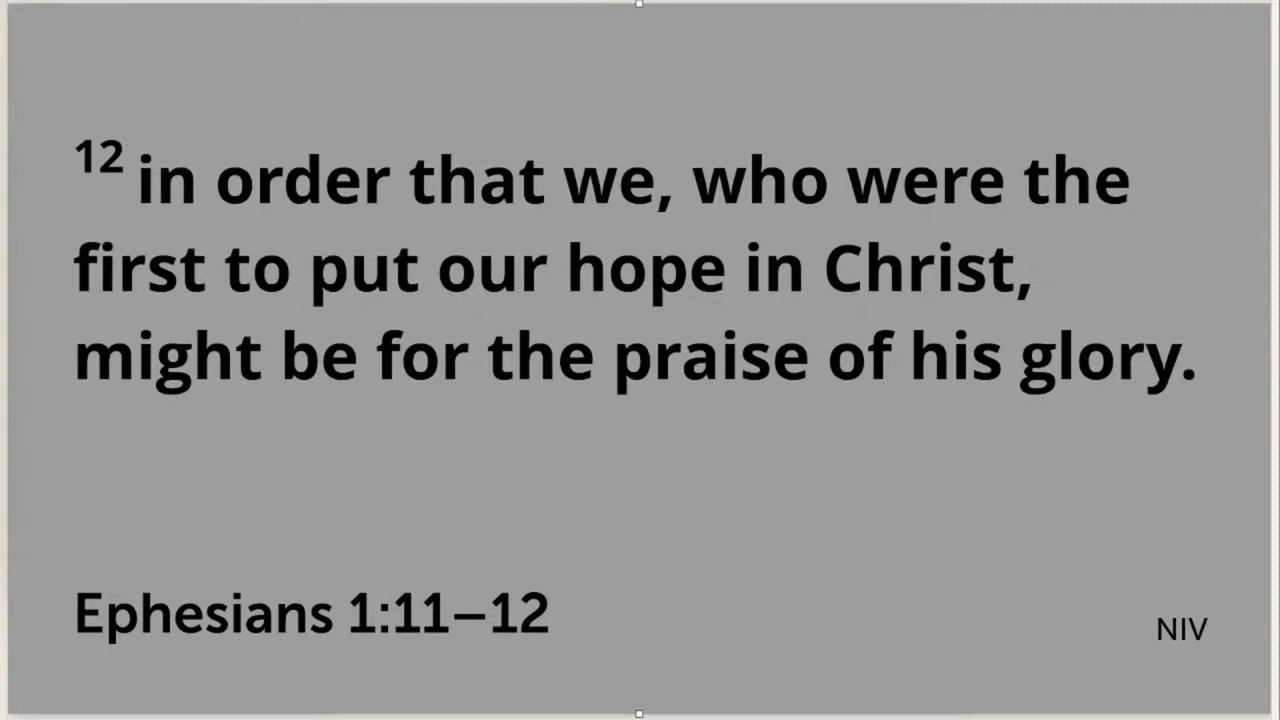 12 in order that we, who were the
first to put our hope in Christ,
might be for the praise of his glory.
Ephesians 1:11–12
NIV